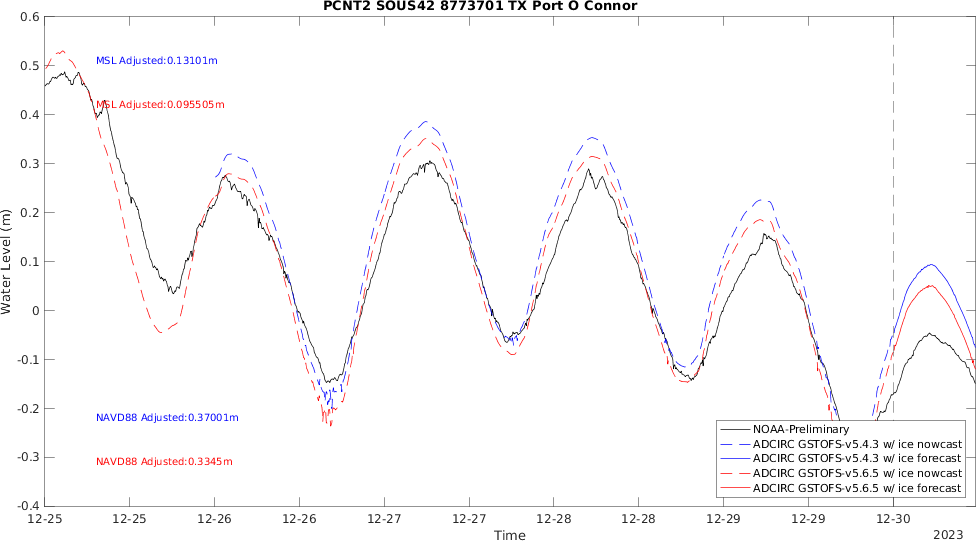 PCNT2 SOUS42 8773701 TX Port O Connor
0.6
0.5
0.4
0.3
0.2
0.1
0
-0.1
-0.2
-0.3
-0.4
Water Level (m)
MSL Adjusted:0.13101m
MSL Adjusted:0.095505m
NAVD88 Adjusted:0.37001m
NAVD88 Adjusted:0.3345m
NOAA-Preliminary
ADCIRC GSTOFS-v5.4.3 w/ ice nowcast
ADCIRC GSTOFS-v5.4.3 w/ ice forecast
ADCIRC GSTOFS-v5.6.5 w/ ice nowcast
ADCIRC GSTOFS-v5.6.5 w/ ice forecast
12-25 12-25 12-26 12-26 12-27 12-27 12-28 12-28 12-29 12-29 12-30
Time
2023